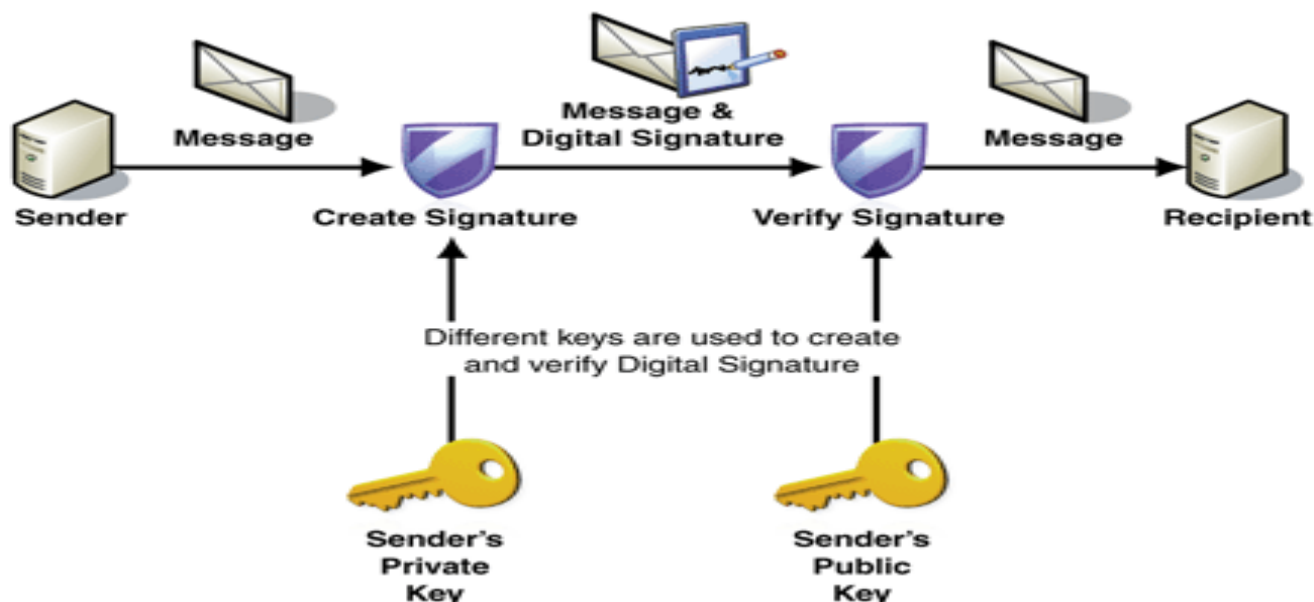 Message
Message &
Digital Signature
Message
Sender
Create Signature
Verify Signature
Recipient
Different keys are used to create
and verify Digital Signature
Sender's
Private
Key
Sender's
Public
Key